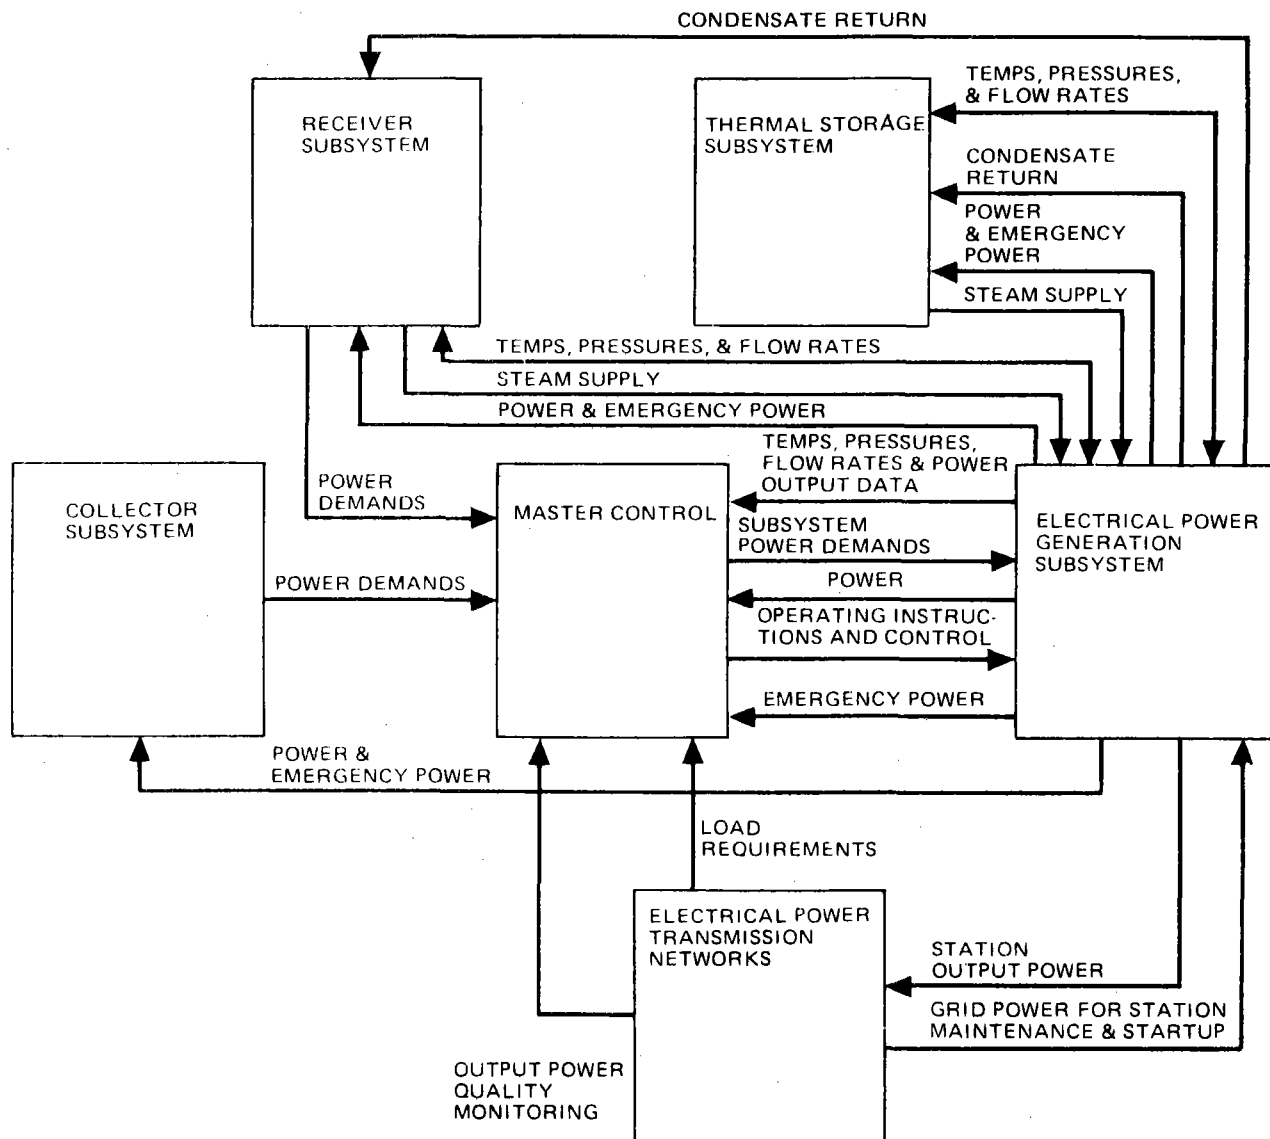 CONDENSATE RETURN
RECEIVER
SUBSYSTEM
THERMAL STORAGE
SUBSYSTEM
TEMPS, PRESSURES,
& FLOW RATES
CONDENSATE
RETURN
POWER
& EMERGENCY
POWER
STEAM SUPPLY
TEMPS, PRESSURES, & FLOW RATES
STEAM SUPPLY
POWER & EMERGENCY POWER
COLLECTOR
SUBSYSTEM
POWER
DEMANDS
POWER DEMANDS
MASTER CONTROL
TEMPS, PRESSURES,
FLOW RATES & POWER
OUTPUT DATA
SUBSYSTEM
POWER DEMANDS
POWER
OPERATING INSTRUC-
TIONS AND CONTROL
EMERGENCY POWER
ELECTRICAL POWER
GENERATION
SUBSYSTEM
POWER &
EMERGENCY POWER
LOAD
REQUIREMENTS
ELECTRICAL POWER
TRANSMISSION
NETWORKS
STATION
OUTPUT POWER
GRID POWER FOR STATION
MAINTENANCE & STARTUP
OUTPUT POWER
QUALITY
MONITORING